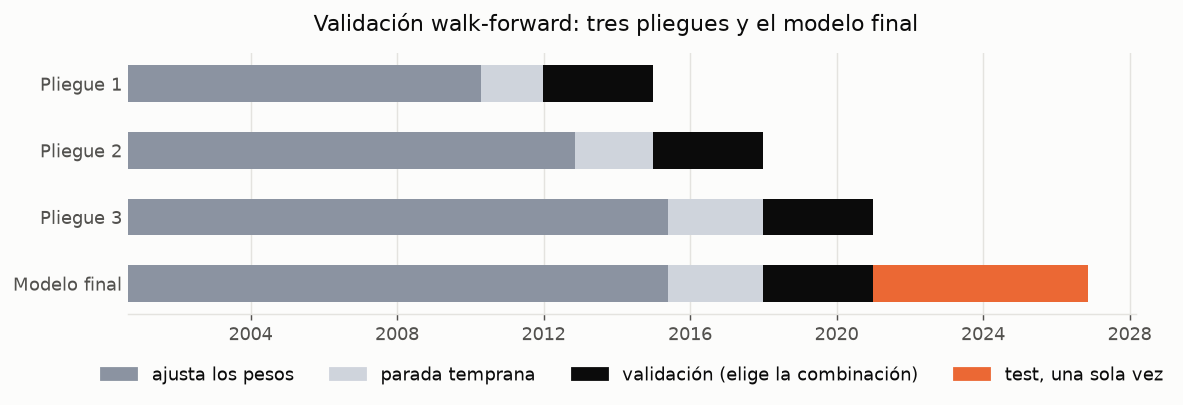 Validación walk-forward: tres pliegues y el modelo final
Pliegue 1
Pliegue 2
Pliegue 3
Modelo final
2004 2008 2012 2016 2020 2024 2028
ajusta los pesos parada temprana validación (elige la combinación) test, una sola vez